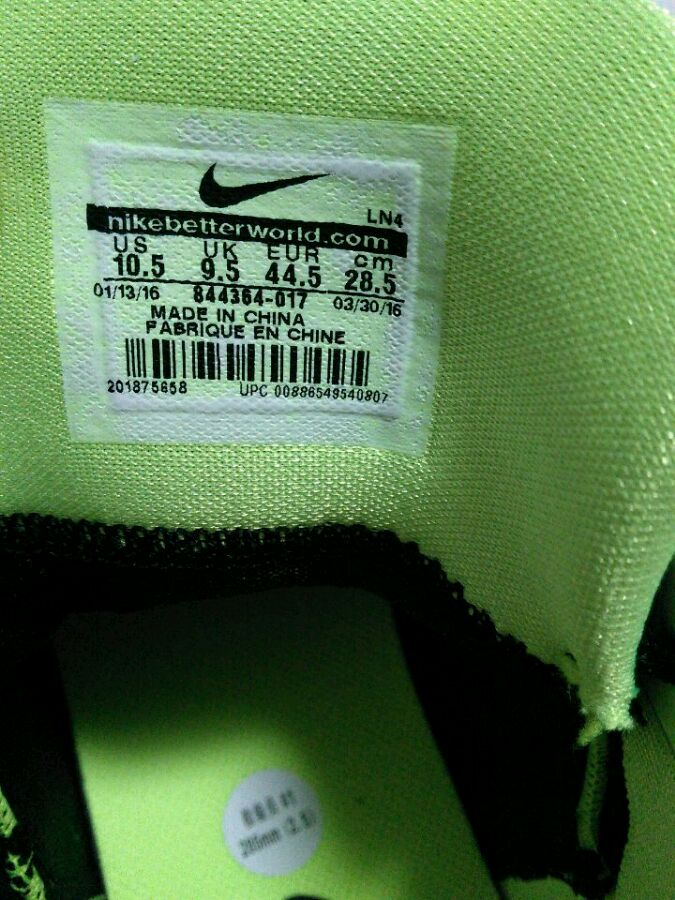 LN4
nikebetterworld.com
US UK EUR cm
10.5 9.5 44.5 28.5
01/13/16 844364-017 03/30/16
MADE IN CHINA
FABRIQUE EN CHINE
201875658 UPC 00886549540807